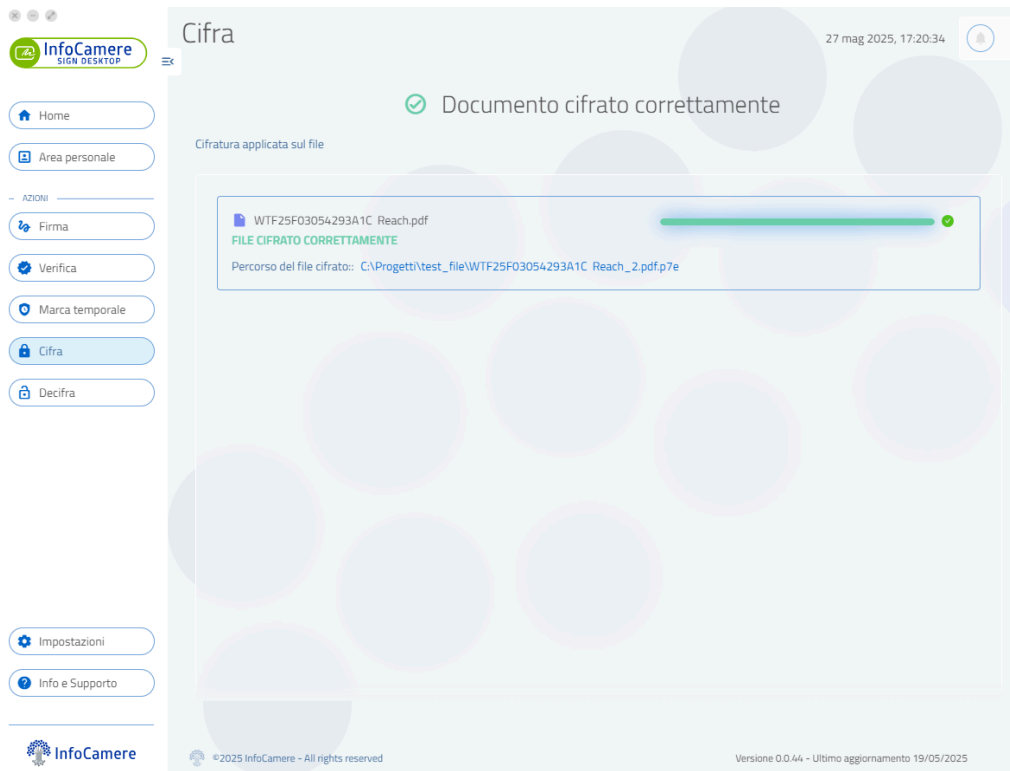 InfoCamere
SIGN DESKTOP
Home
Area personale
AZIONI
Firma
Verifica
Marca temporale
Cifra
Decifra
Impostazioni
Info e Supporto
InfoCamere
Cifra
27 mag 2025, 17:20:34
Documento cifrato correttamente
Cifratura applicata sul file
WTF25F03054293A1C Reach.pdf
FILE CIFRATO CORRETTAMENTE
Percorso del file cifrato:: C:\Progetti\test_file\WTF25F03054293A1C Reach_2.pdf.p7e
©2025 InfoCamere - All rights reserved
Versione 0.0.44 - Ultimo aggiornamento 19/05/2025